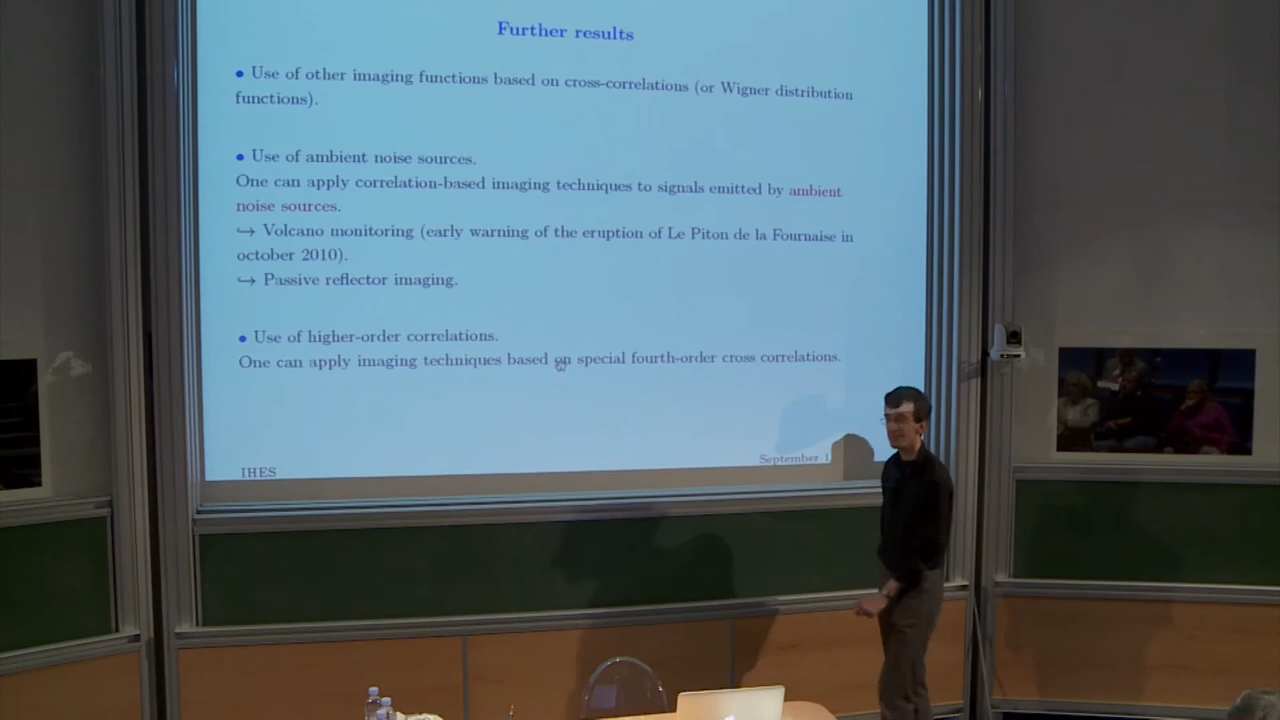 Further results
• Use of other imaging functions based on cross-correlations (or Wigner distribution
functions).
• Use of ambient noise sources.
One can apply correlation-based imaging techniques to signals emitted by ambient
noise sources.
↪ Volcano monitoring (early warning of the eruption of Le Piton de la Fournaise in
october 2010).
↪ Passive reflector imaging.
• Use of higher-order correlations.
One can apply imaging techniques based on special fourth-order cross correlations.
IHES
September 1